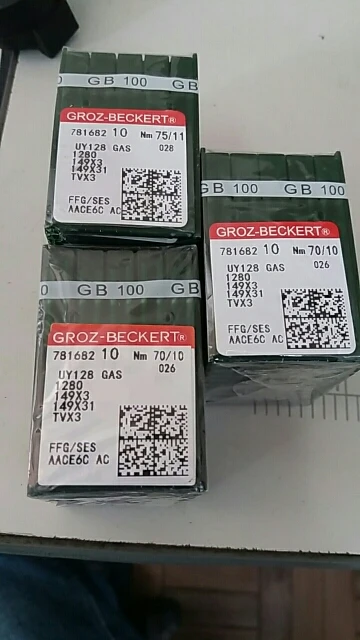 GB 100 GB
GROZ-BECKERT®
781682 10 Nm 75/11
UY128 GAS 028
1280
149X3
149X31
TVX3
FFG/SES
AACE6C AC
GB 100 GB
GROZ-BECKERT®
781682 10 Nm 70/10
UY128 GAS 026
1280
149X3
149X31
TVX3
FFG/SES
AACE6C AC
GB 100 GB
GROZ-BECKERT®
781682 10 Nm 70/10
UY128 GAS 026
1280
149X3
149X31
TVX3
FFG/SES
AACE6C AC